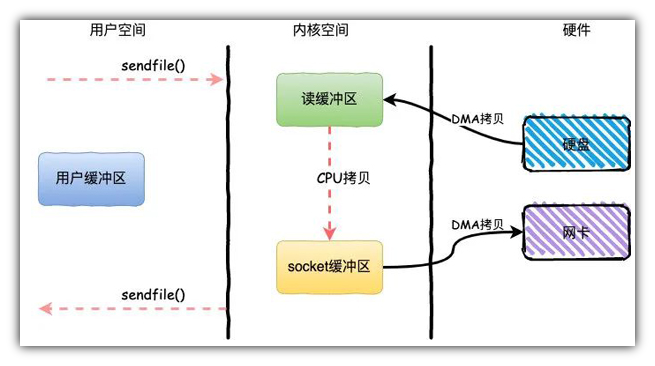 用户空间
内核空间
硬件
sendfile()
读缓冲区
DMA拷贝
硬盘
用户缓冲区
CPU拷贝
DMA拷贝
网卡
socket缓冲区
sendfile()